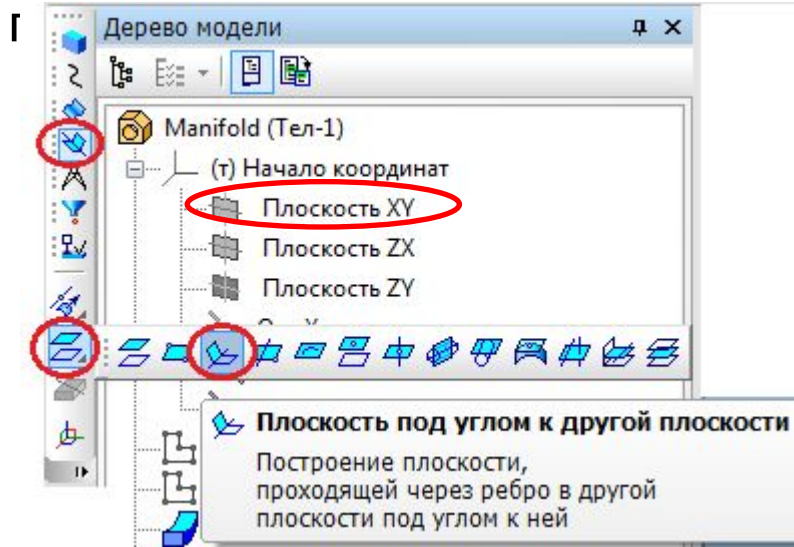 Дерево модели
Manifold (Тел-1)
(т) Начало координат
Плоскость XY
Плоскость ZX
Плоскость ZY
Плоскость под углом к другой плоскости
Построение плоскости,
проходящей через ребро в другой
плоскости под углом к ней